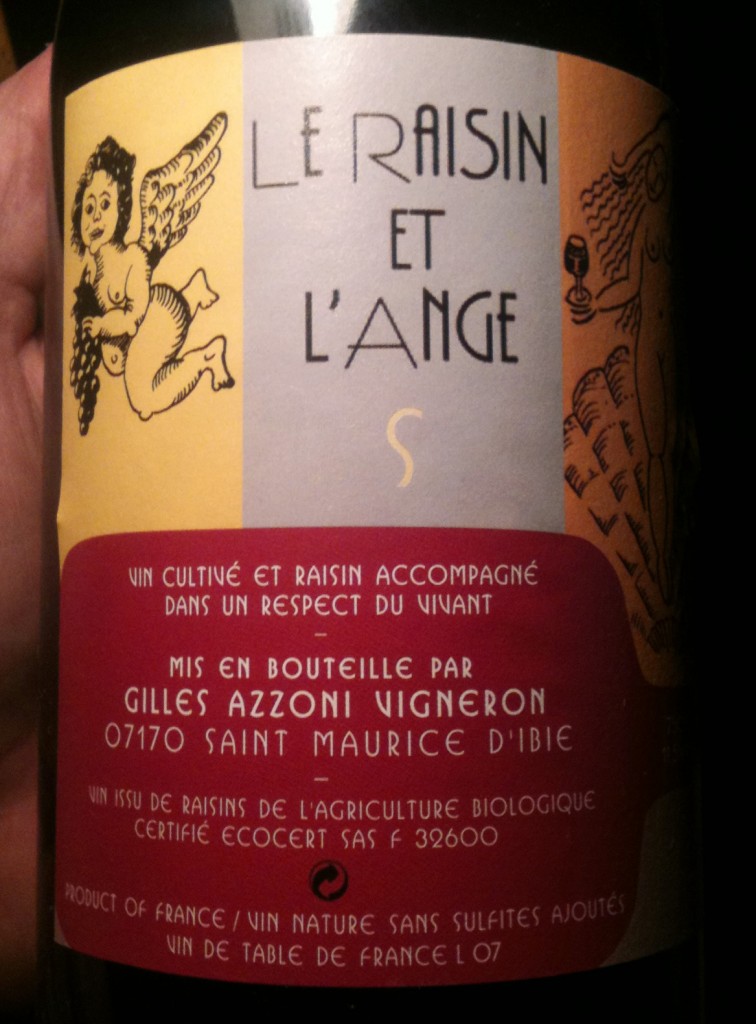 LE RAISIN
ET
L'ANGE
S
VIN CULTIVÉ ET RAISIN ACCOMPAGNÉ
DANS UN RESPECT DU VIVANT
–
MIS EN BOUTEILLE PAR
GILLES AZZONI VIGNERON
07170 SAINT MAURICE D'IBIE
–
VIN ISSU DE RAISINS DE L'AGRICULTURE BIOLOGIQUE
CERTIFIÉ ECOCERT SAS F 32600
PRODUCT OF FRANCE / VIN NATURE SANS SULFITES AJOUTÉS
VIN DE TABLE DE FRANCE L 07